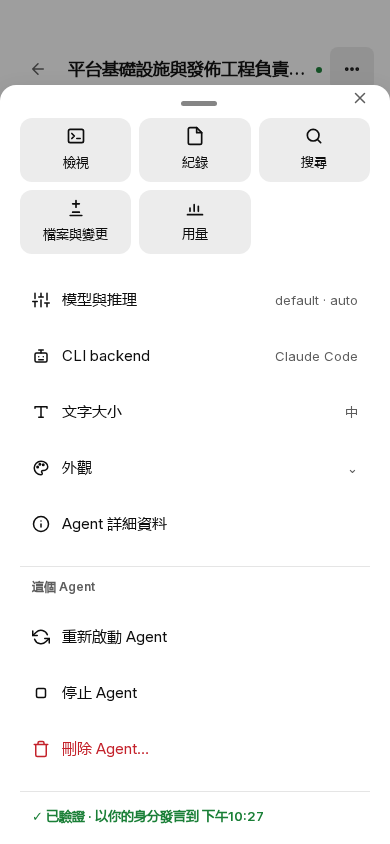 平台基礎設施與發佈工程負責…
檢視
紀錄
搜尋
檔案與變更
用量
模型與推理 default · auto
CLI backend Claude Code
文字大小 中
外觀
Agent 詳細資料
這個 Agent
重新啟動 Agent
停止 Agent
刪除 Agent…
✓ 已驗證 · 以你的身分發言到 下午10:27